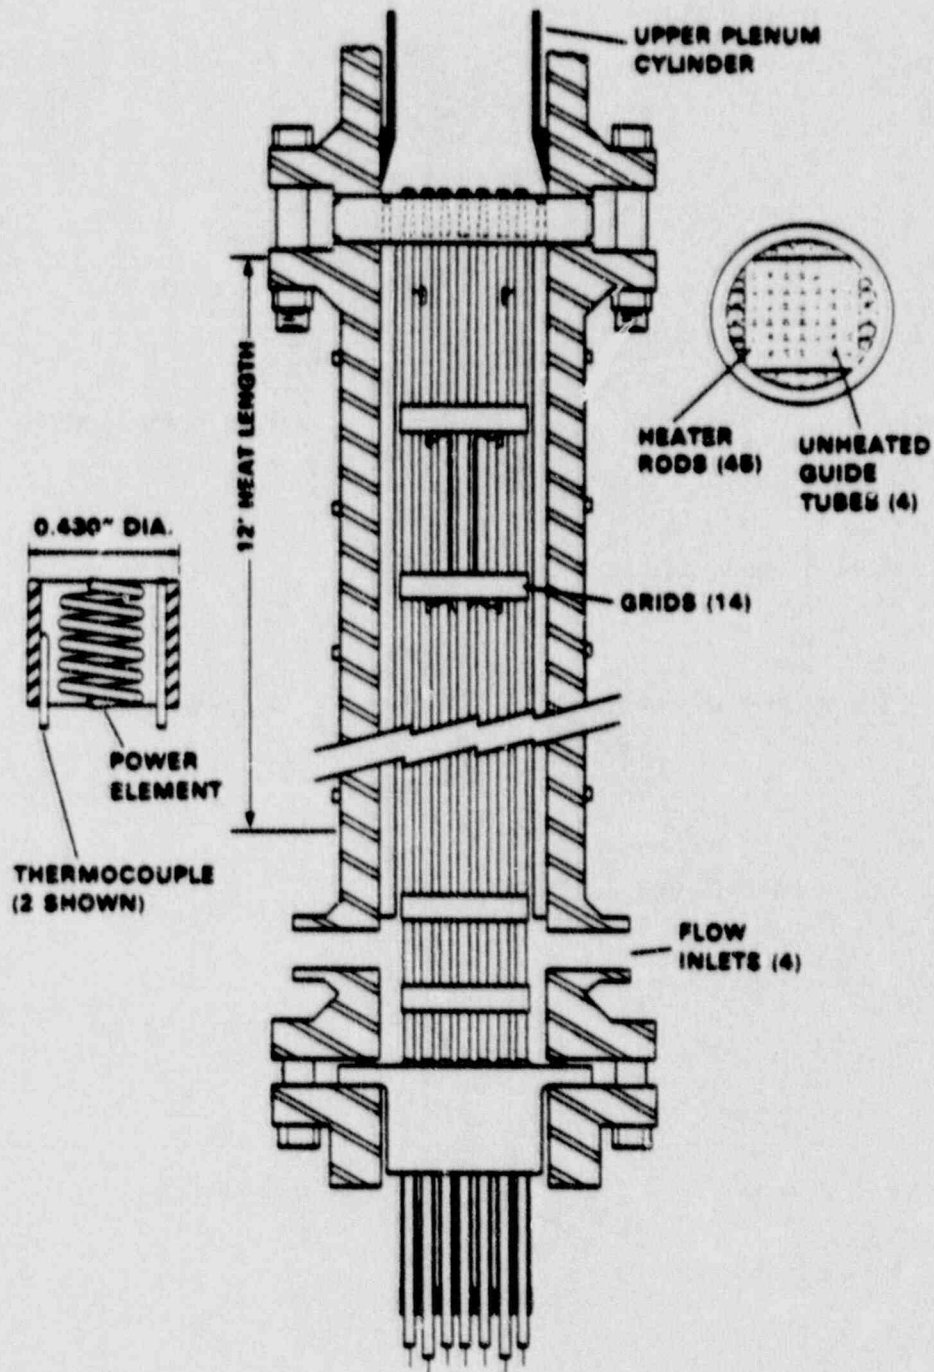 UPPER PLENUM
CYLINDER
12' HEAT LENGTH
HEATER
RODS (45)
UNHEATED
GUIDE
TUBES (4)
0.430" DIA.
GRIDS (14)
POWER
ELEMENT
THERMOCOUPLE
(2 SHOWN)
FLOW
INLETS (4)